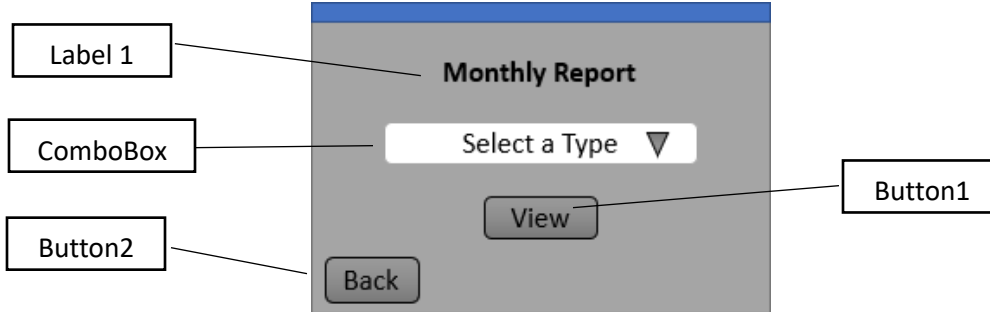 Label 1
Monthly Report
ComboBox
Select a Type
Button1
View
Button2
Back